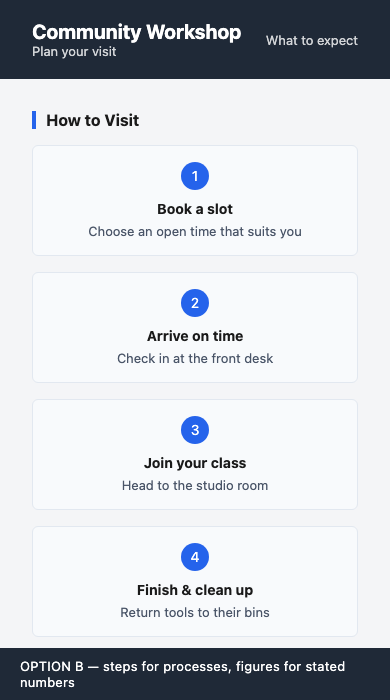 Community Workshop
Plan your visit
What to expect
How to Visit
1
Book a slot
Choose an open time that suits you
2
Arrive on time
Check in at the front desk
3
Join your class
Head to the studio room
4
Finish & clean up
Return tools to their bins
OPTION B — steps for processes, figures for stated
numbers